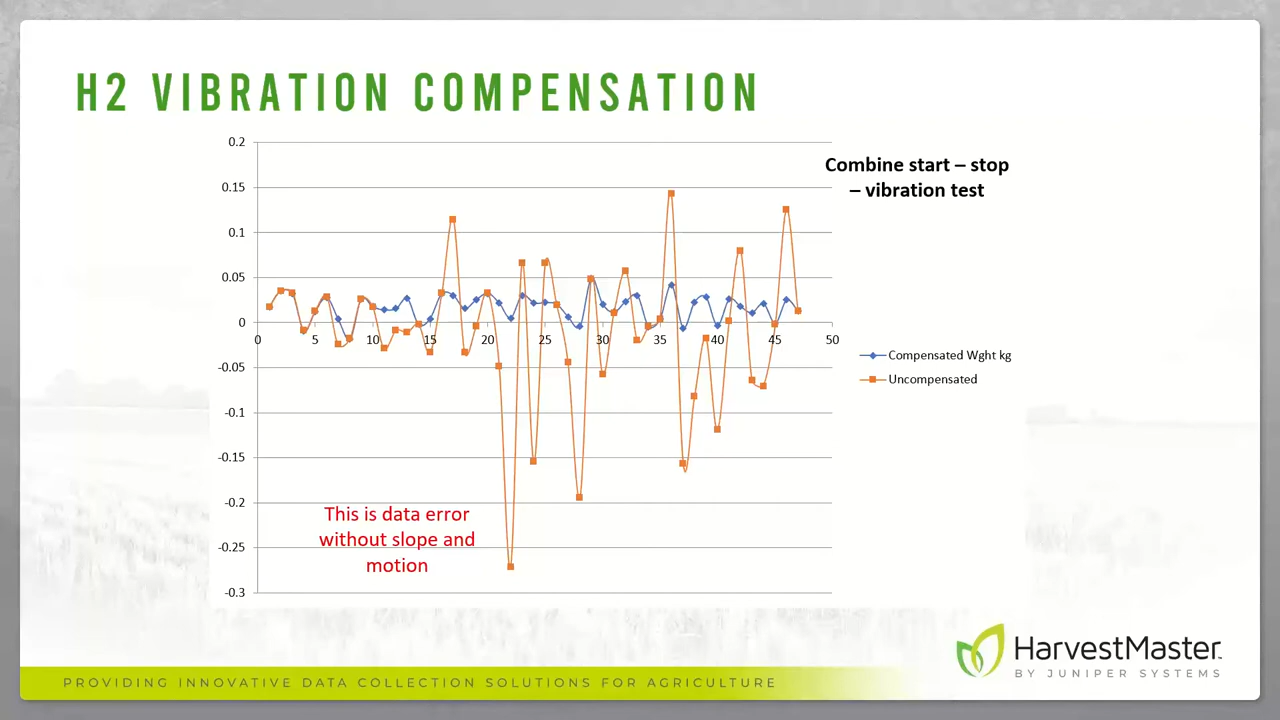 H2 VIBRATION COMPENSATION
Combine start – stop
– vibration test
0.2
0.15
0.1
0.05
0
-0.05
-0.1
-0.15
-0.2
-0.25
-0.3
0 5 10 15 20 25 30 35 40 45 50
Compensated Wght kg
Uncompensated
This is data error
without slope and
motion
HarvestMaster™
BY JUNIPER SYSTEMS
PROVIDING INNOVATIVE DATA COLLECTION SOLUTIONS FOR AGRICULTURE